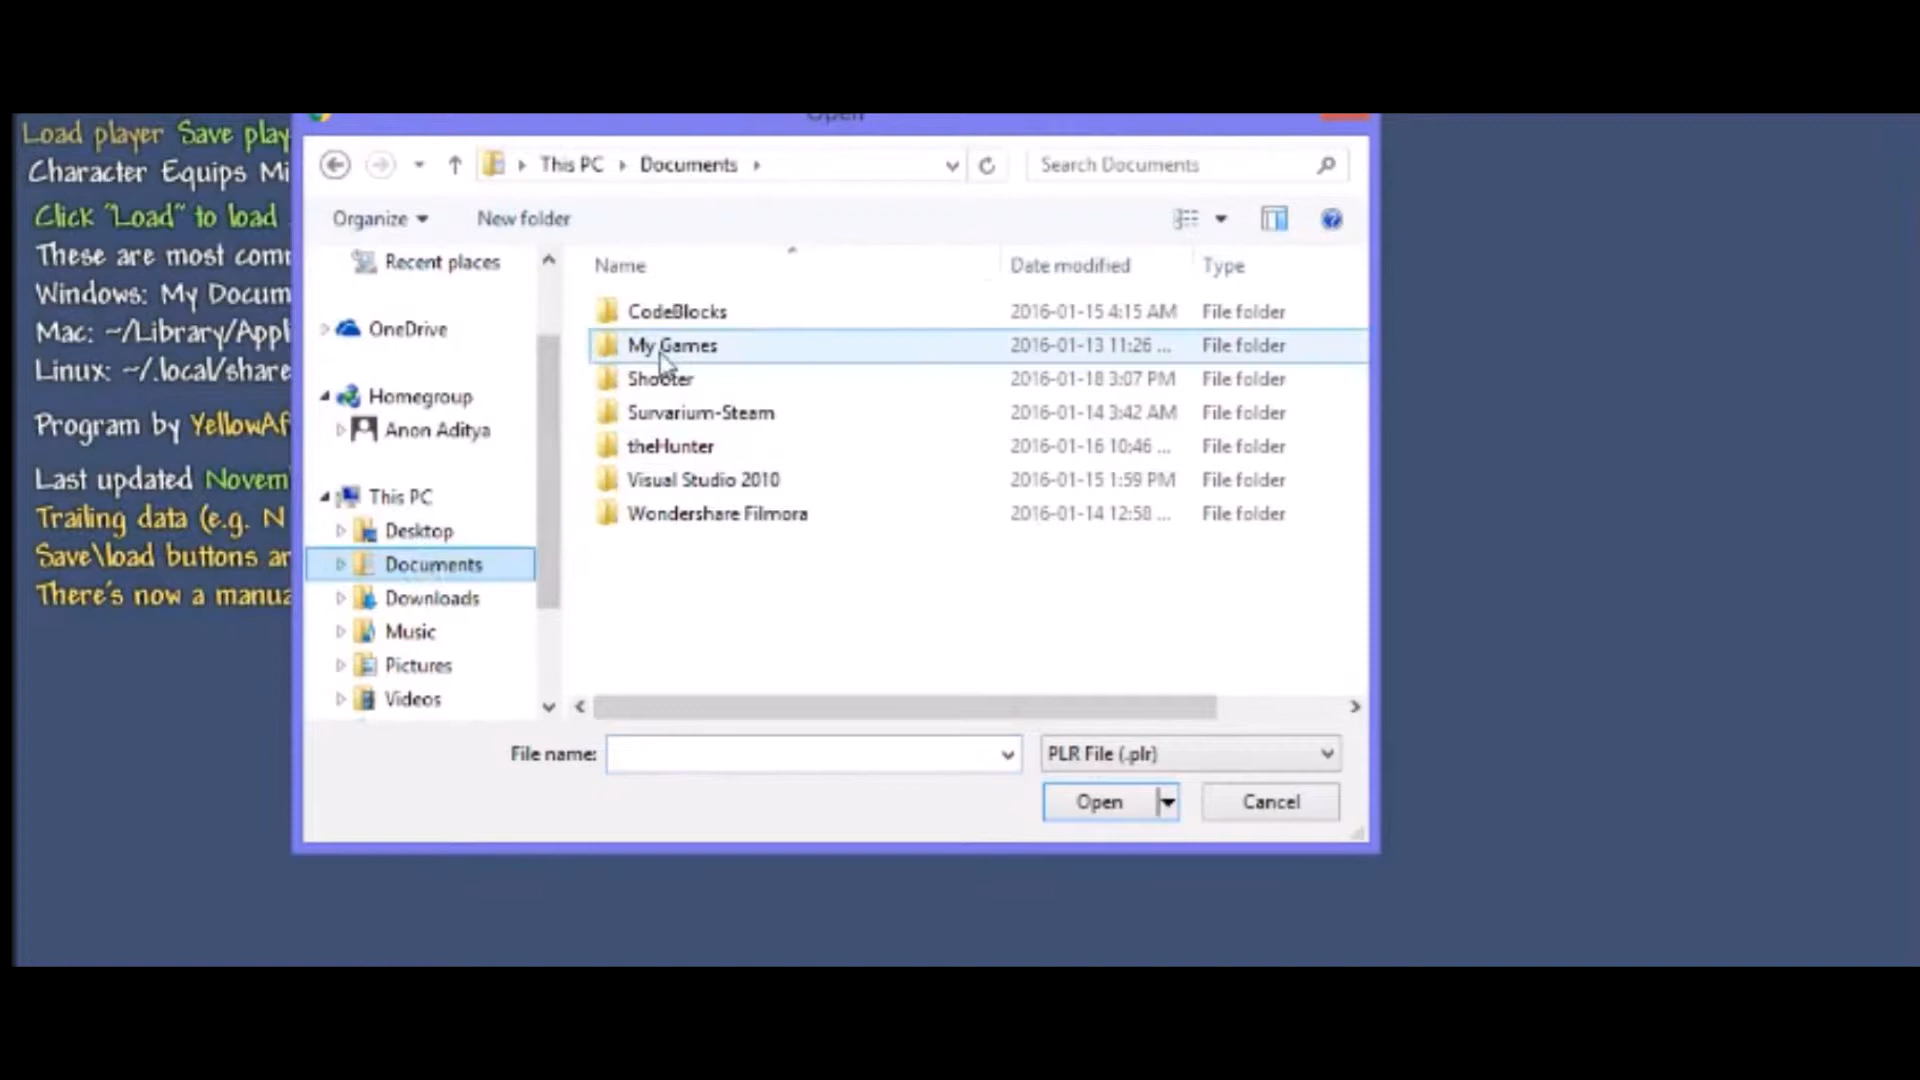 Open
Load player Save play
Character Equips Mi
Click "Load" to load
These are most com
Windows: My Docum
Mac: ~/Library/Appl
Linux: ~/.local/share
Program by YellowAf
Last updated Novem
Trailing data (e.g. N
Save\load buttons ar
There's now a manua
This PC Documents
Search Documents
Organize New folder
Recent places
OneDrive
Homegroup
Anon Aditya
This PC
Desktop
Documents
Downloads
Music
Pictures
Videos
Name Date modified Type
CodeBlocks 2016-01-15 4:15 AM File folder
My Games 2016-01-13 11:26 ... File folder
Shooter 2016-01-18 3:07 PM File folder
Survarium-Steam 2016-01-14 3:42 AM File folder
theHunter 2016-01-16 10:46 ... File folder
Visual Studio 2010 2016-01-15 1:59 PM File folder
Wondershare Filmora 2016-01-14 12:58 ... File folder
File name: PLR File (.plr)
Open Cancel